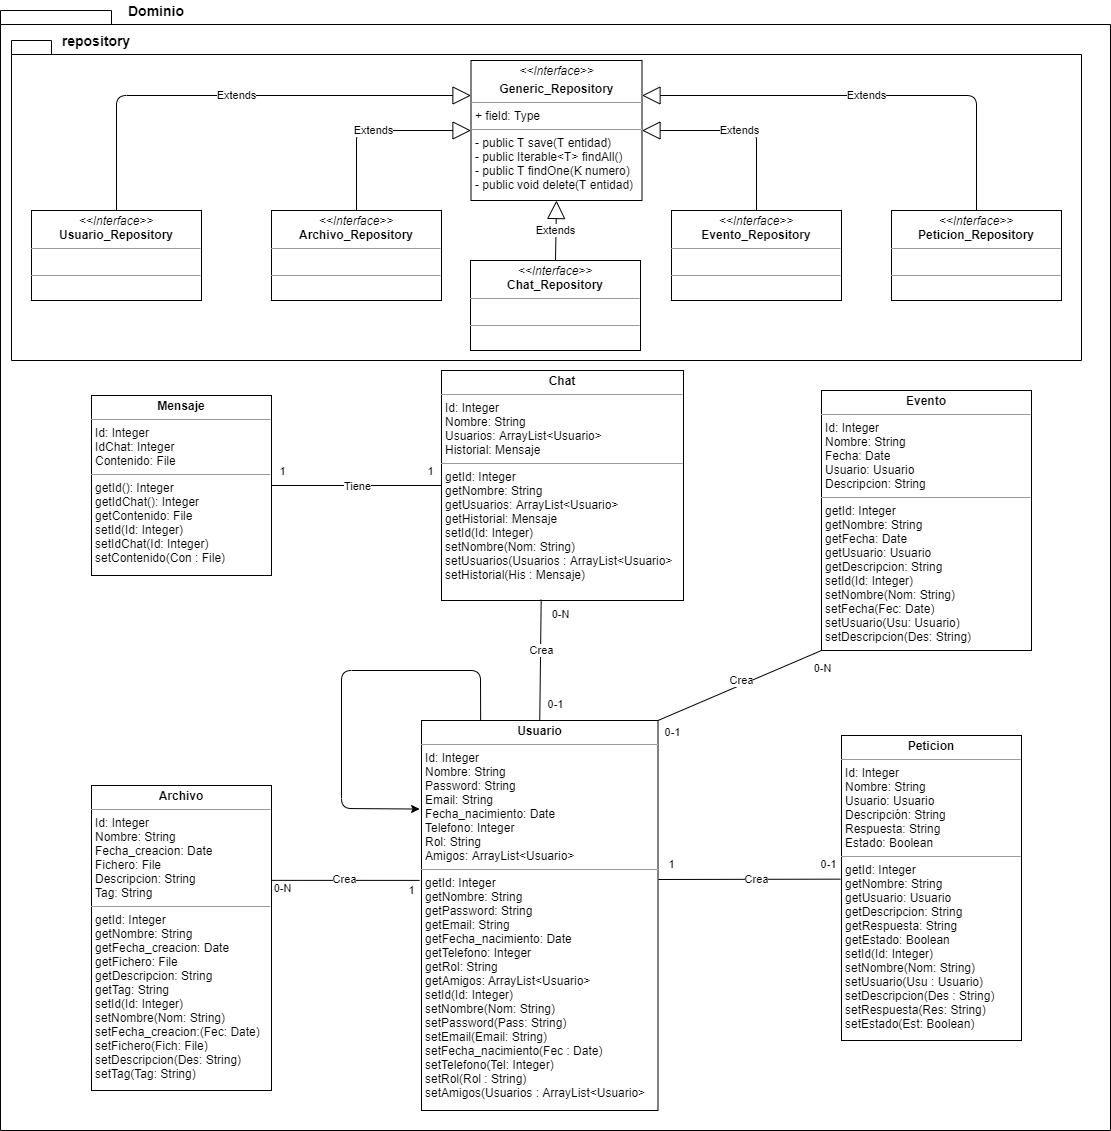 Dominio
repository
<<Interface>>
Generic_Repository
+ field: Type
- public T save(T entidad)
- public Iterable<T> findAll()
- public T findOne(K numero)
- public void delete(T entidad)
Extends
Extends
Extends
Extends
Extends
<<Interface>>
Usuario_Repository
<<Interface>>
Archivo_Repository
<<Interface>>
Chat_Repository
<<Interface>>
Evento_Repository
<<Interface>>
Peticion_Repository
Mensaje
Id: Integer
IdChat: Integer
Contenido: File
getId(): Integer
getIdChat(): Integer
getContenido: File
setId(Id: Integer)
setIdChat(Id: Integer)
setContenido(Con : File)
1
Tiene
1
Chat
Id: Integer
Nombre: String
Usuarios: ArrayList<Usuario>
Historial: Mensaje
getId: Integer
getNombre: String
getUsuarios: ArrayList<Usuario>
getHistorial: Mensaje
setId(Id: Integer)
setNombre(Nom: String)
setUsuarios(Usuarios : ArrayList<Usuario>
setHistorial(His : Mensaje)
Evento
Id: Integer
Nombre: String
Fecha: Date
Usuario: Usuario
Descripcion: String
getId: Integer
getNombre: String
getFecha: Date
getUsuario: Usuario
getDescripcion: String
setId(Id: Integer)
setNombre(Nom: String)
setFecha(Fec: Date)
setUsuario(Usu: Usuario)
setDescripcion(Des: String)
0-N
Crea
0-1
0-N
Crea
0-1
Usuario
Id: Integer
Nombre: String
Password: String
Email: String
Fecha_nacimiento: Date
Telefono: Integer
Rol: String
Amigos: ArrayList<Usuario>
getId: Integer
getNombre: String
getPassword: String
getEmail: String
getFecha_nacimiento: Date
getTelefono: Integer
getRol: String
getAmigos: ArrayList<Usuario>
setId(Id: Integer)
setNombre(Nom: String)
setPassword(Pass: String)
setEmail(Email: String)
setFecha_nacimiento(Fec : Date)
setTelefono(Tel: Integer)
setRol(Rol : String)
setAmigos(Usuarios : ArrayList<Usuario>
Archivo
Id: Integer
Nombre: String
Fecha_creacion: Date
Fichero: File
Descripcion: String
Tag: String
getId: Integer
getNombre: String
getFecha_creacion: Date
getFichero: File
getDescripcion: String
getTag: String
setId(Id: Integer)
setNombre(Nom: String)
setFecha_creacion:(Fec: Date)
setFichero(Fich: File)
setDescripcion(Des: String)
setTag(Tag: String)
0-N
Crea
1
1
Crea
0-1
Peticion
Id: Integer
Nombre: String
Usuario: Usuario
Descripción: String
Respuesta: String
Estado: Boolean
getId: Integer
getNombre: String
getUsuario: Usuario
getDescripcion: String
getRespuesta: String
getEstado: Boolean
setId(Id: Integer)
setNombre(Nom: String)
setUsuario(Usu : Usuario)
setDescripcion(Des : String)
setRespuesta(Res: String)
setEstado(Est: Boolean)